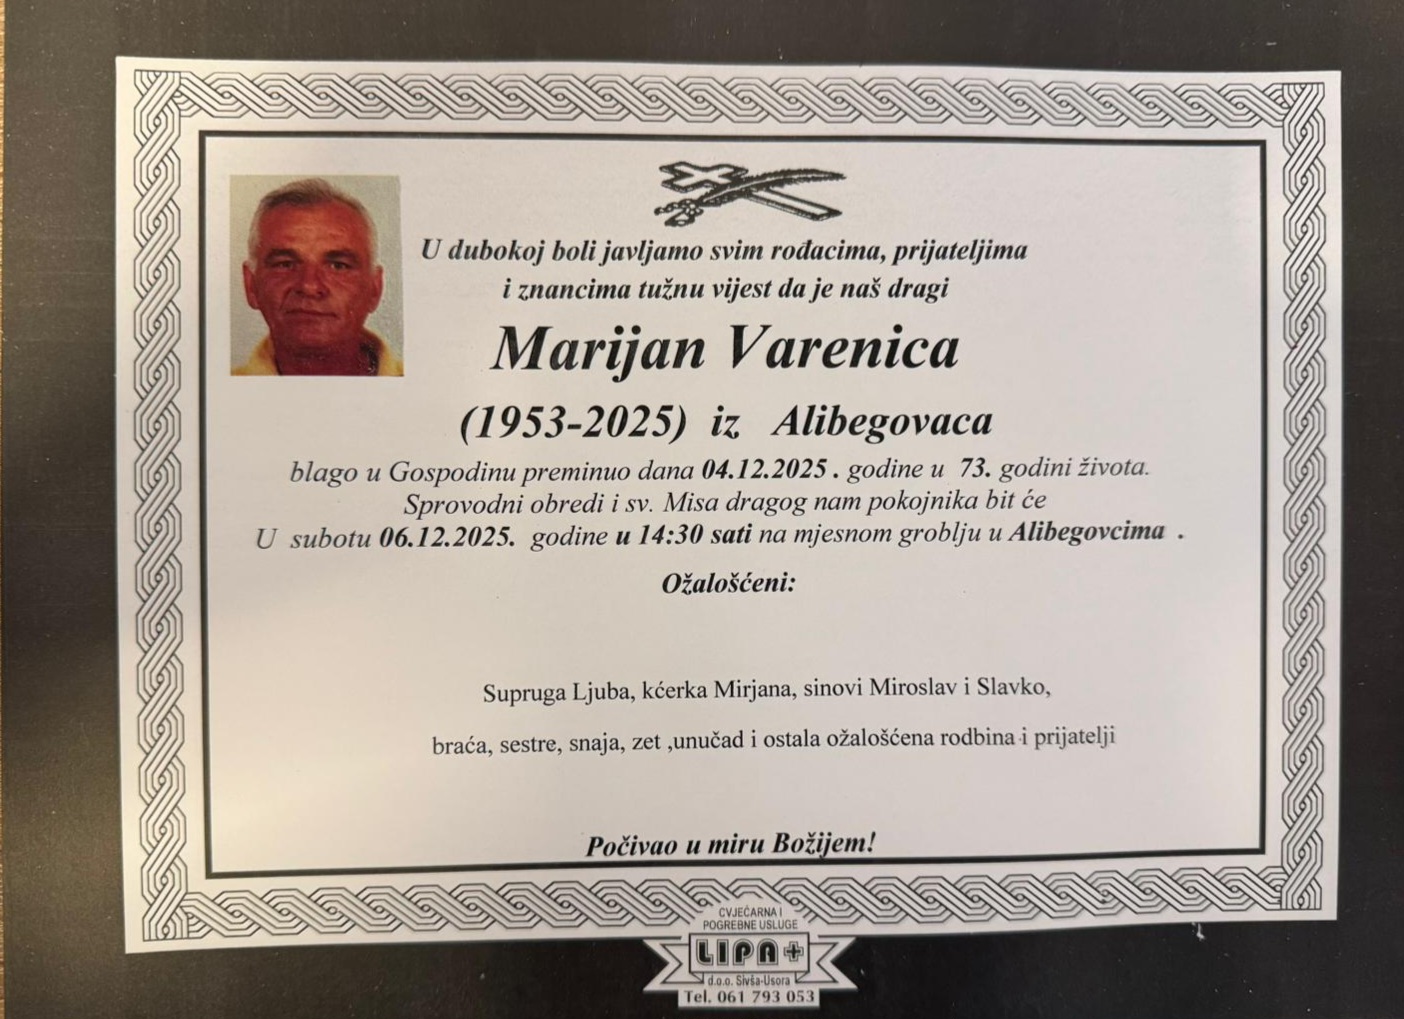 U dubokoj boli javljamo svim rođacima, prijateljima
i znancima tužnu vijest da je naš dragi
Marijan Varenica
(1953-2025) iz Alibegovaca
blago u Gospodinu preminuo dana 04.12.2025 . godine u 73. godini života.
Sprovodni obredi i sv. Misa dragog nam pokojnika bit će
U subotu 06.12.2025. godine u 14:30 sati na mjesnom groblju u Alibegovcima .
Ožalošćeni:
Supruga Ljuba, kćerka Mirjana, sinovi Miroslav i Slavko,
braća, sestre, snaja, zet ,unučad i ostala ožalošćena rodbina i prijatelji
Počivao u miru Božijem!
CVJEĆARNA I
POGREBNE USLUGE
LIPA+
d.o.o. Sivša-Usora
Tel. 061 793 053